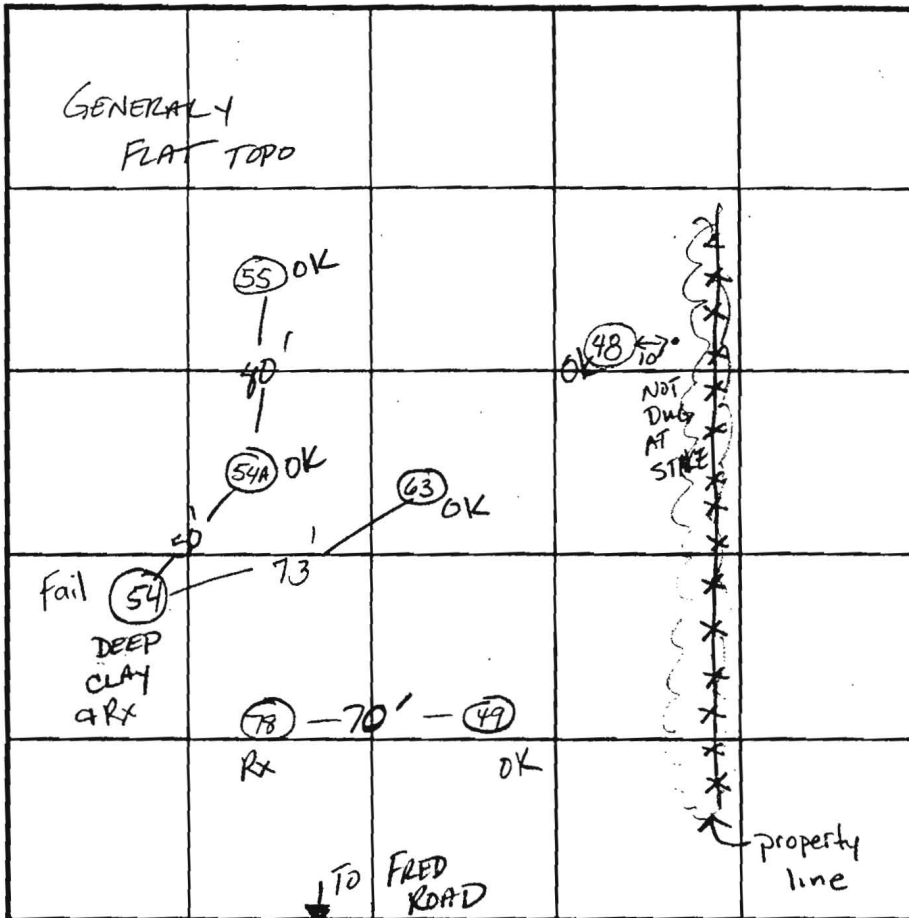 GENERALY
FLAT TOPO
55 OK
80'
48 10'
OK
NOT
DUG
AT
STAKE
54A OK
63
OK
40'
73'
Fail 54
DEEP
CLAY
& RX
78 — 70' — 49
RX OK
property
line
TO FRED
ROAD